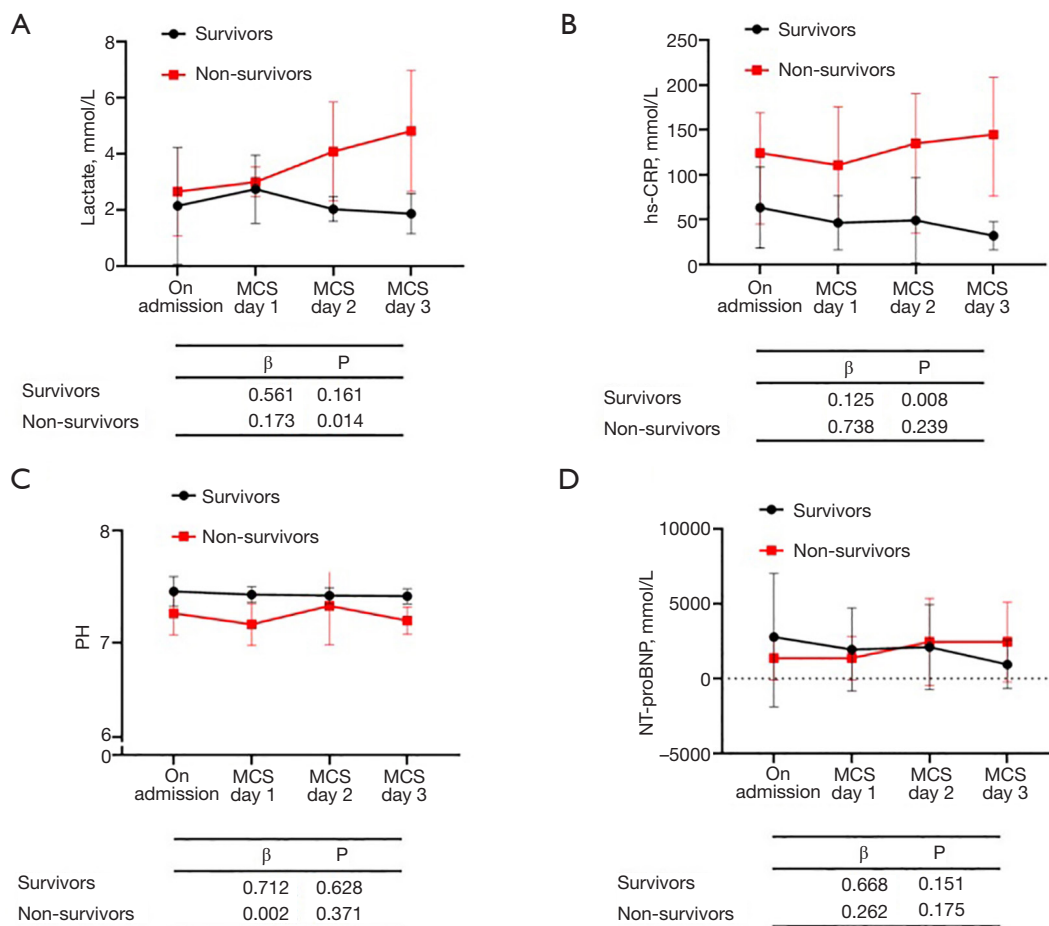 A
8
6
4
2
0
Lactate, mmol/L
Survivors
Non-survivors
On admission
MCS day 1
MCS day 2
MCS day 3
β P
Survivors 0.561 0.161
Non-survivors 0.173 0.014
B
250
200
150
100
50
0
hs-CRP, mmol/L
Survivors
Non-survivors
On admission
MCS day 1
MCS day 2
MCS day 3
β P
Survivors 0.125 0.008
Non-survivors 0.738 0.239
C
8
7
6
0
PH
Survivors
Non-survivors
On admission
MCS day 1
MCS day 2
MCS day 3
β P
Survivors 0.712 0.628
Non-survivors 0.002 0.371
D
10000
5000
0
−5000
NT-proBNP, mmol/L
Survivors
Non-survivors
On admission
MCS day 1
MCS day 2
MCS day 3
β P
Survivors 0.668 0.151
Non-survivors 0.262 0.175